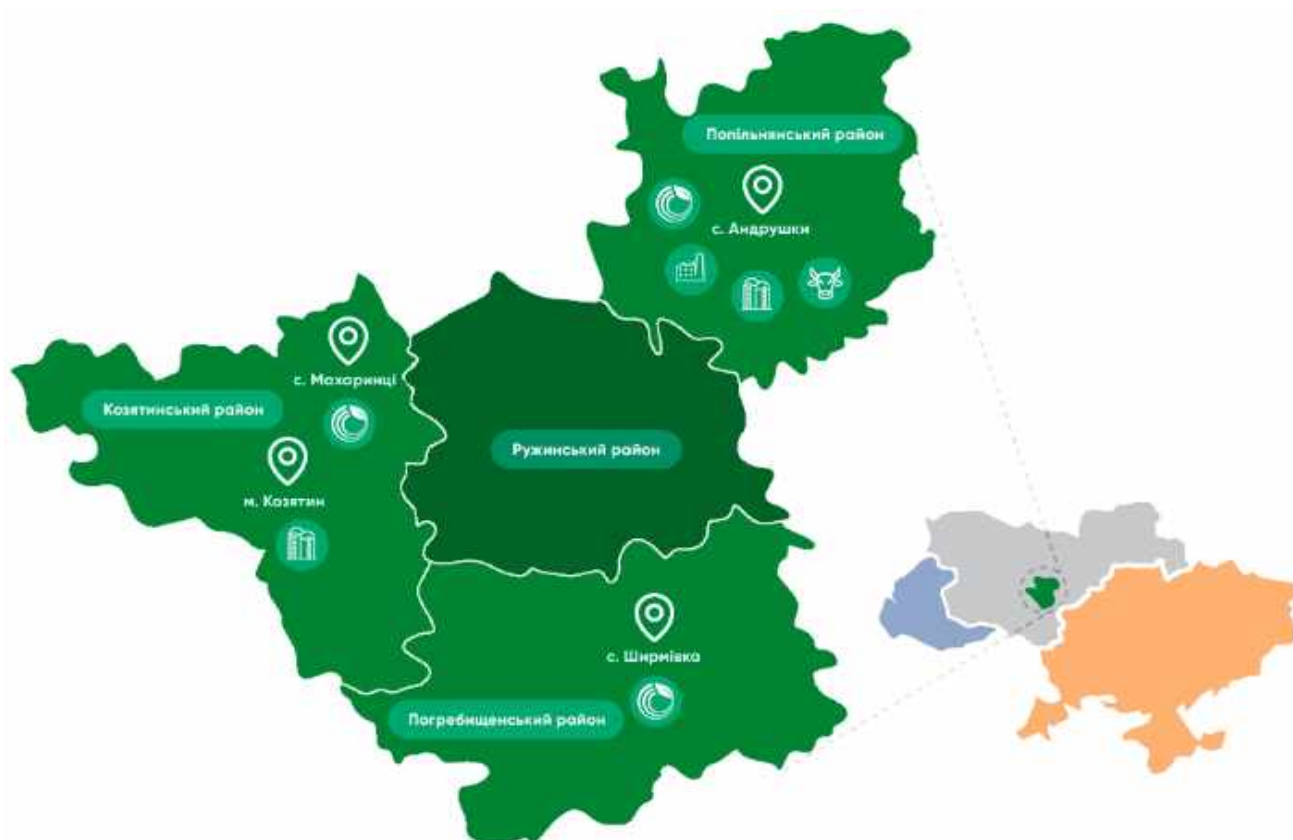 Попільнянський район
с. Андрушки
с. Махаринці
Козятинський район
Ружинський район
м. Козятин
с. Ширмівка
Погребищенський район